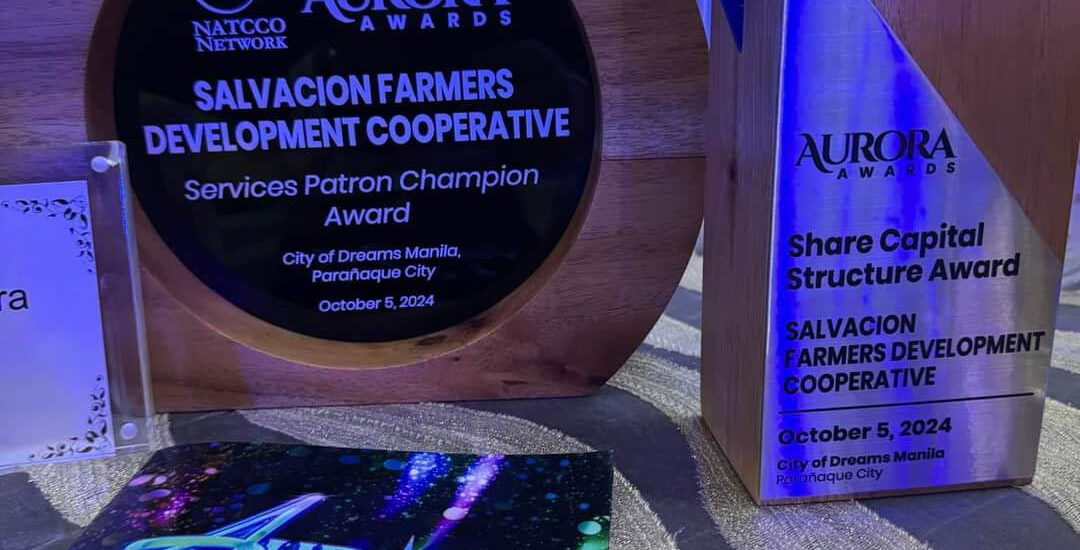 NATCCO
NETWORK
AURORA
AWARDS
SALVACION FARMERS
DEVELOPMENT COOPERATIVE
Services Patron Champion
Award
City of Dreams Manila,
Parañaque City
October 5, 2024
ra
AURORA
AWARDS
Share Capital
Structure Award
SALVACION
FARMERS DEVELOPMENT
COOPERATIVE
October 5, 2024
City of Dreams Manila
Parañaque City